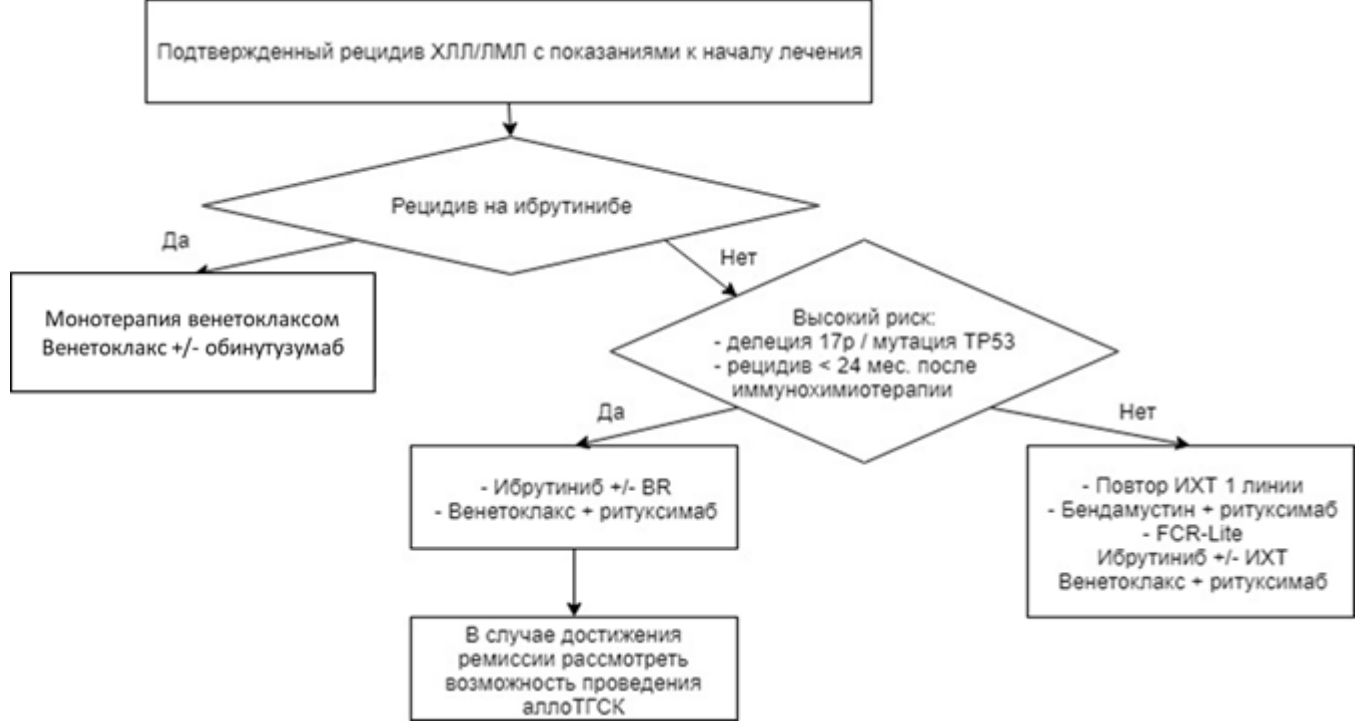 Подтвержденный рецидив ХЛЛ/ЛМЛ с показаниями к началу лечения
Рецидив на ибрутинибе
Да
Нет
Монотерапия венетоклаксом
Венетоклакс +/- обинутузумаб
Высокий риск:
- делеция 17p / мутация TP53
- рецидив < 24 мес. после
иммунохимиотерапии
Да
Нет
- Ибрутиниб +/- BR
- Венетоклакс + ритуксимаб
- Повтор ИХТ 1 линии
- Бендамустин + ритуксимаб
- FCR-Lite
Ибрутиниб +/- ИХТ
Венетоклакс + ритуксимаб
В случае достижения
ремиссии рассмотреть
возможность проведения
аллоТГСК